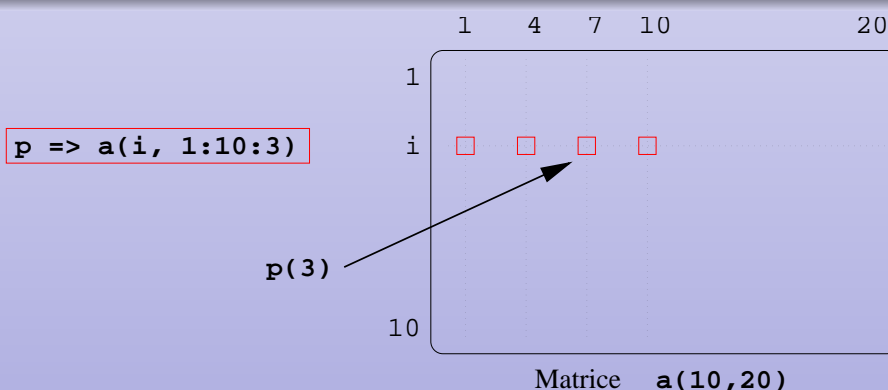 1 4 7 10 20
1
p => a(i, 1:10:3) i
p(3)
10
Matrice a(10,20)